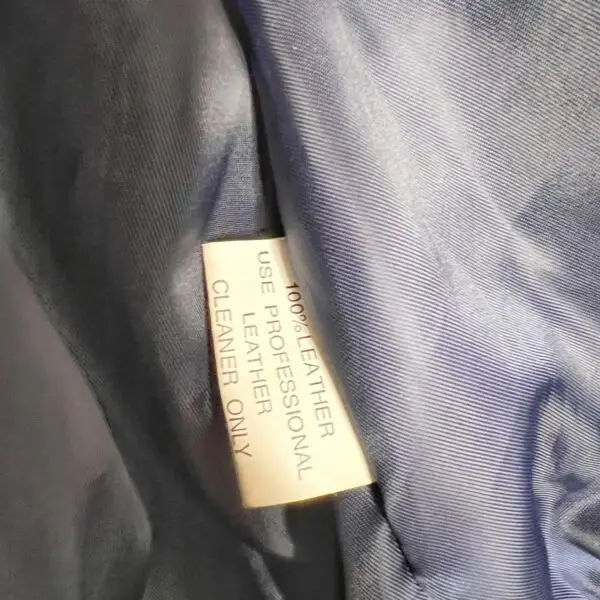 100%LEATHER
USE PROFESSIONAL
LEATHER
CLEANER ONLY